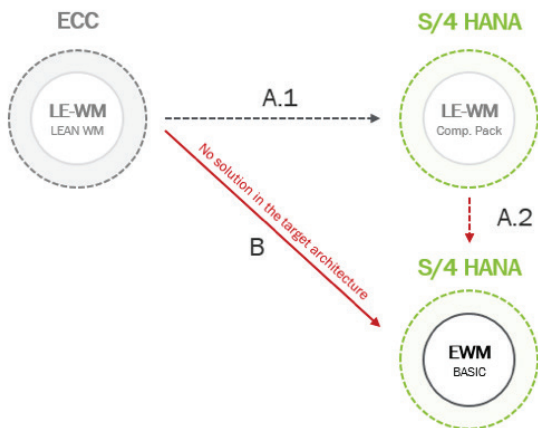 ECC
S/4 HANA
LE-WM
LEAN WM
A.1
LE-WM
Comp. Pack
No solution in the target architecture
B
A.2
S/4 HANA
EWM
BASIC